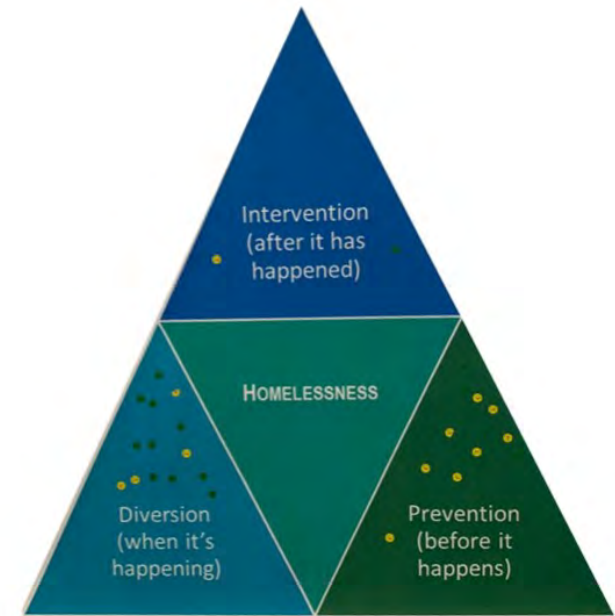 Intervention
(after it has
happened)
HOMELESSNESS
Diversion
(when it's
happening)
Prevention
(before it
happens)